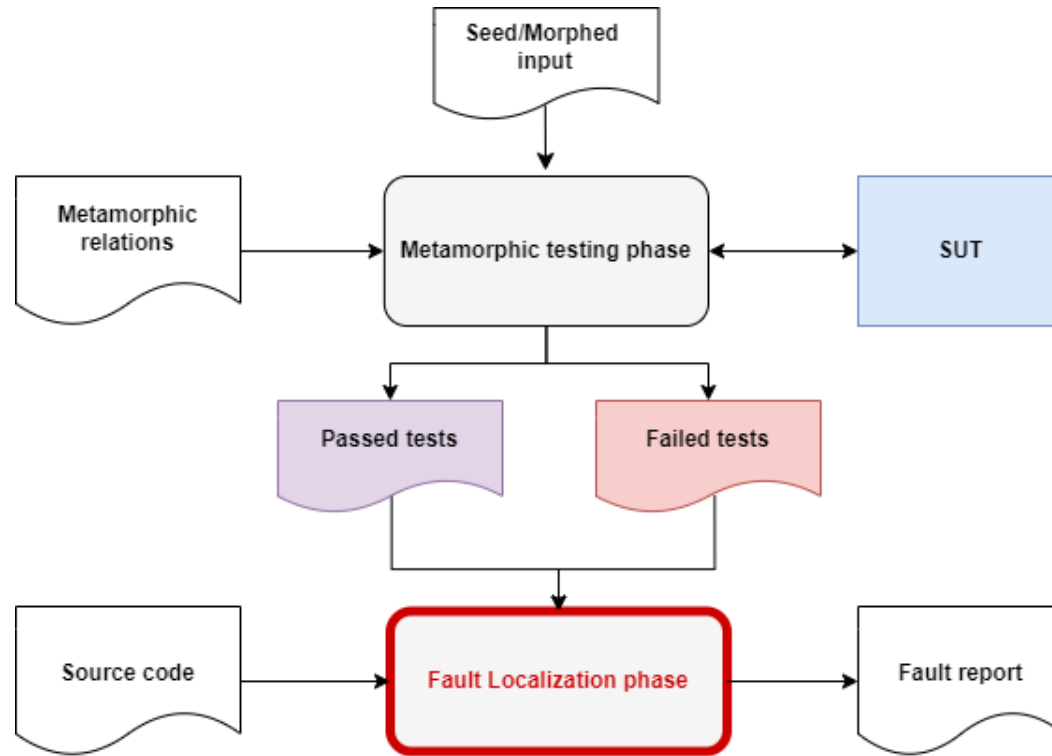 Seed/Morphed
input
Metamorphic
relations
Metamorphic testing phase
SUT
Passed tests
Failed tests
Source code
Fault Localization phase
Fault report